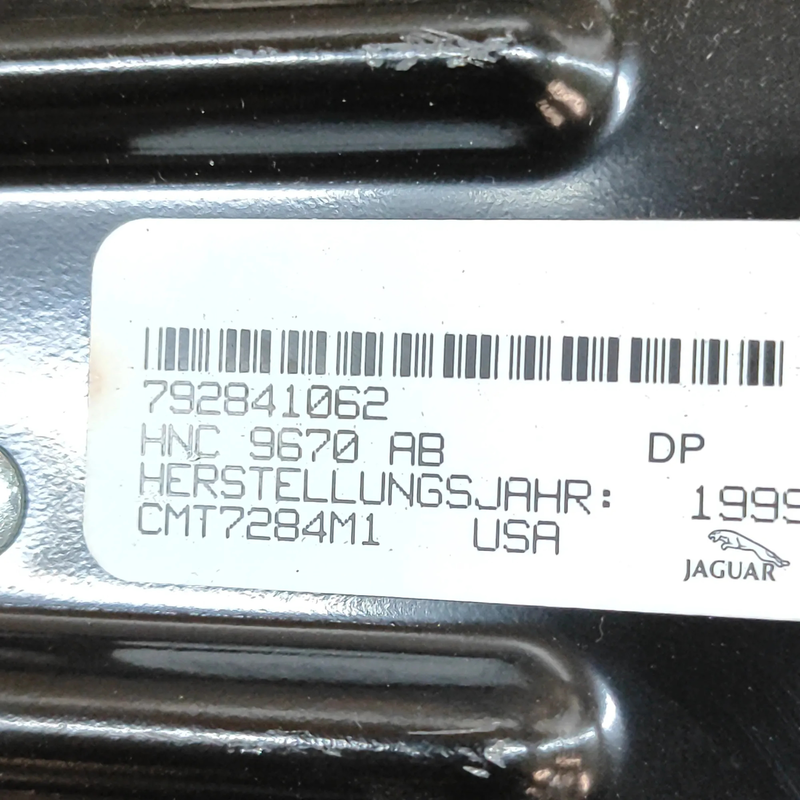 792841062
HNC 9670 AB DP
HERSTELLUNGSJAHR: 1999
CMT7284M1 USA
JAGUAR